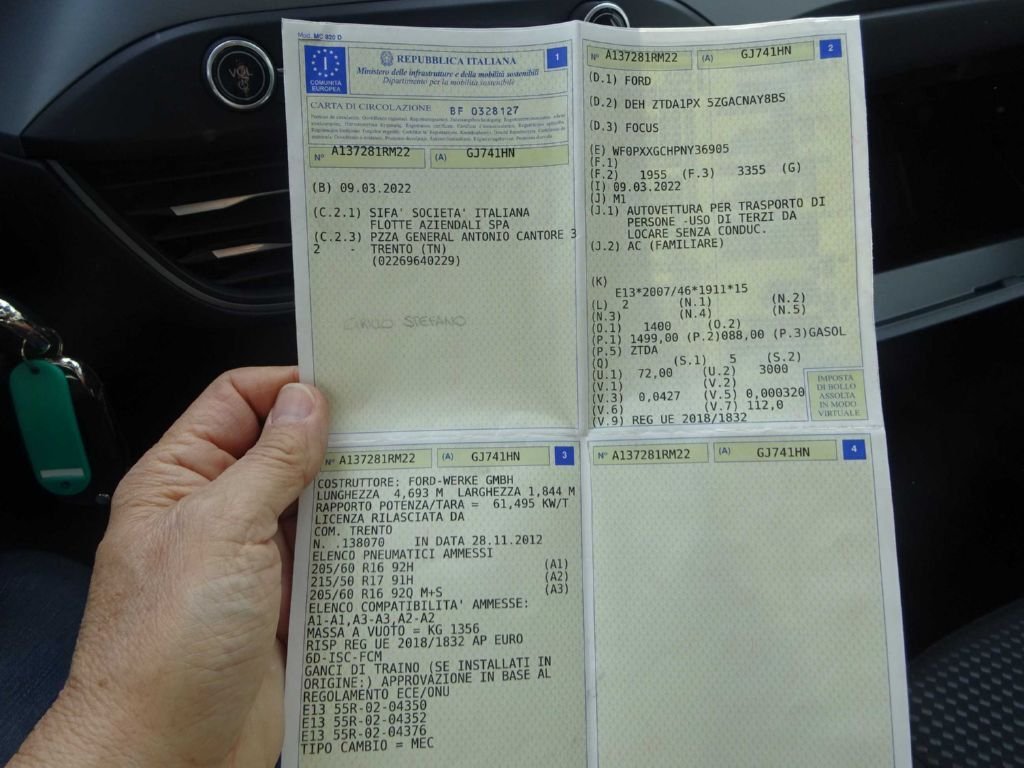 Mod. MC 820 D
I
COMUNITÀ
EUROPEA
REPUBBLICA ITALIANA
Ministero delle infrastrutture e della mobilità sostenibili
Dipartimento per la mobilità sostenibile
1
CARTA DI CIRCOLAZIONE BF 0328127
N° A137281RM22 (A) GJ741HN
(B) 09.03.2022
(C.2.1) SIFA' SOCIETA' ITALIANA
FLOTTE AZIENDALI SPA
(C.2.3) PZZA GENERAL ANTONIO CANTORE 3
2 - TRENTO (TN)
(02269640229)
STEFANO
N° A137281RM22 (A) GJ741HN 2
(D.1) FORD
(D.2) DEH ZTDA1PX 5ZGACNAY8BS
(D.3) FOCUS
(E) WF0PXXGCHPNY36905
(F.1)
(F.2) 1955 (F.3) 3355 (G)
(I) 09.03.2022
(J) M1
(J.1) AUTOVETTURA PER TRASPORTO DI
PERSONE -USO DI TERZI DA
LOCARE SENZA CONDUC.
(J.2) AC (FAMILIARE)
(K)
E13*2007/46*1911*15
(L) 2 (N.1) (N.2)
(N.3) (N.4) (N.5)
(O.1) 1400 (O.2)
(P.1) 1499,00 (P.2)088,00 (P.3)GASOL
(P.5) ZTDA
(Q) (S.1) 5 (S.2)
(U.1) 72,00 (U.2) 3000
(V.1) (V.2)
(V.3) 0,0427 (V.5) 0,000320
(V.6) (V.7) 112,0
(V.9) REG UE 2018/1832
IMPOSTA
DI BOLLO
ASSOLTA
IN MODO
VIRTUALE
N° A137281RM22 (A) GJ741HN 3
COSTRUTTORE: FORD-WERKE GMBH
LUNGHEZZA 4,693 M LARGHEZZA 1,844 M
RAPPORTO POTENZA/TARA = 61,495 KW/T
LICENZA RILASCIATA DA
COM. TRENTO
N. .138070 IN DATA 28.11.2012
ELENCO PNEUMATICI AMMESSI
205/60 R16 92H (A1)
215/50 R17 91H (A2)
205/60 R16 92Q M+S (A3)
ELENCO COMPATIBILITA' AMMESSE:
A1-A1,A3-A3,A2-A2
MASSA A VUOTO = KG 1356
RISP REG UE 2018/1832 AP EURO
6D-ISC-FCM
GANCI DI TRAINO (SE INSTALLATI IN
ORIGINE:) APPROVAZIONE IN BASE AL
REGOLAMENTO ECE/ONU
E13 55R-02-04350
E13 55R-02-04352
E13 55R-02-04376
TIPO CAMBIO = MEC
N° A137281RM22 (A) GJ741HN 4
VOL